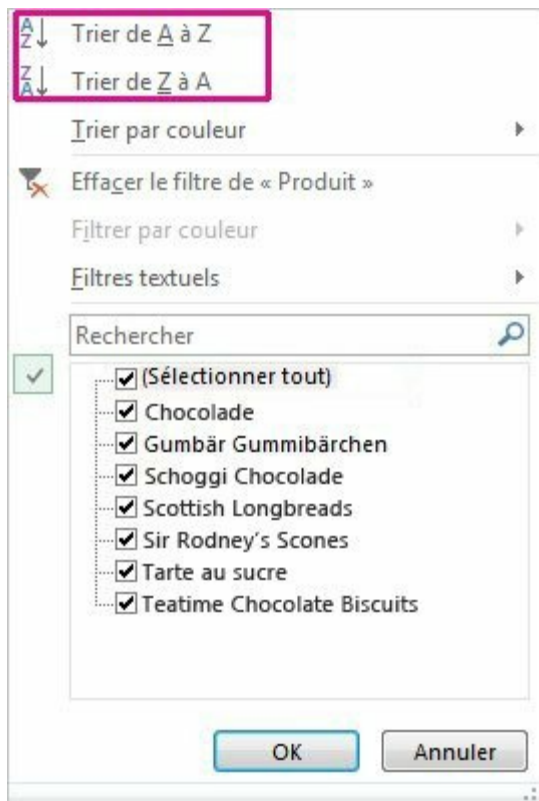 Trier de A à Z
Trier de Z à A
Trier par couleur
Effacer le filtre de « Produit »
Filtrer par couleur
Filtres textuels
Rechercher
(Sélectionner tout)
Chocolade
Gumbär Gummibärchen
Schoggi Chocolade
Scottish Longbreads
Sir Rodney's Scones
Tarte au sucre
Teatime Chocolate Biscuits
OK Annuler